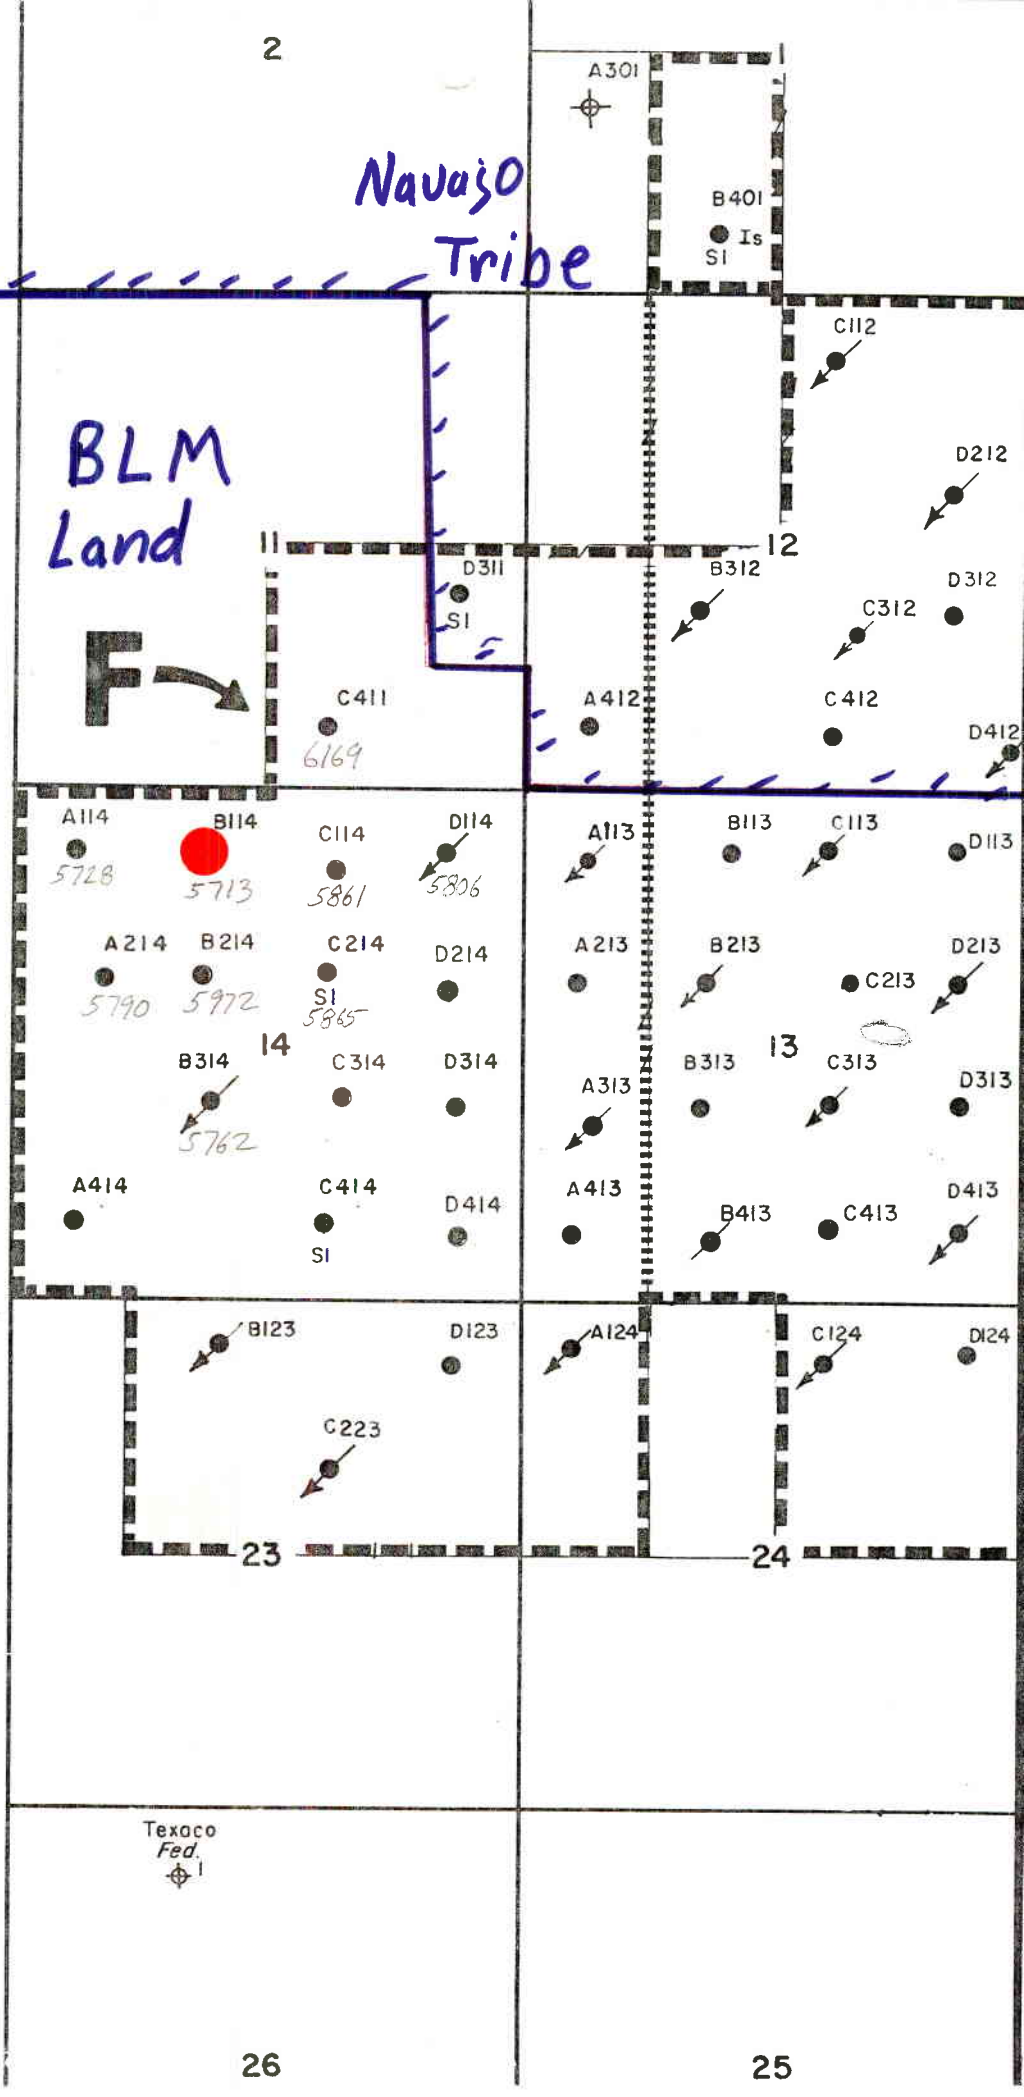 2
A301
Navajo
Tribe
B401
Is
SI
C112
BLM
Land
D212
11
12
D311
SI
B312
D312
C312
F
C411
6169
A412
C412
D412
A114
5728
B114
5713
C114
5861
D114
5806
A113
B113
C113
D113
A214
5790
B214
5972
C214
SI
5865
D214
A213
B213
C213
D213
14
13
B314
5762
C314
D314
A313
B313
C313
D313
A414
C414
SI
D414
A413
B413
C413
D413
B123
D123
A124
C124
D124
C223
23
24
Texaco
Fed.
1
26
25